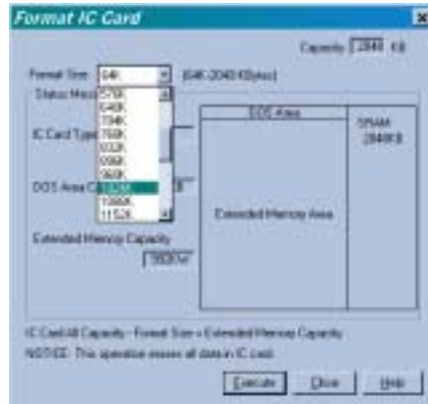 Format IC Card
Capacity 2048 KB
Format Size 64K (64K-2048 KBytes)
Status Mess
576K
640K
704K
768K
832K
896K
960K
1024K
1088K
1152K
IC Card Type
DOS Area C
Extended Memory Capacity
DOS Area
Extended Memory Area
SRAM
2048KB
IC Card All Capacity - Format Size = Extended Memory Capacity
NOTICE: This operation erases all data in IC card.
Execute Close Help